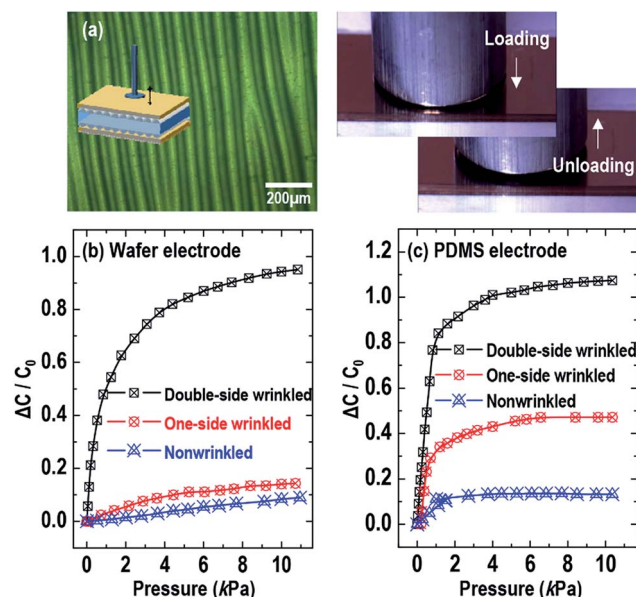 (a)
200μm
Loading
Unloading
(b) Wafer electrode
1.0
0.8
0.6
0.4
0.2
0.0
ΔC / C0
Double-side wrinkled
One-side wrinkled
Nonwrinkled
0 2 4 6 8 10
Pressure (kPa)
(c) PDMS electrode
1.2
1.0
0.8
0.6
0.4
0.2
0.0
ΔC / C0
Double-side wrinkled
One-side wrinkled
Nonwrinkled
0 2 4 6 8 10
Pressure (kPa)